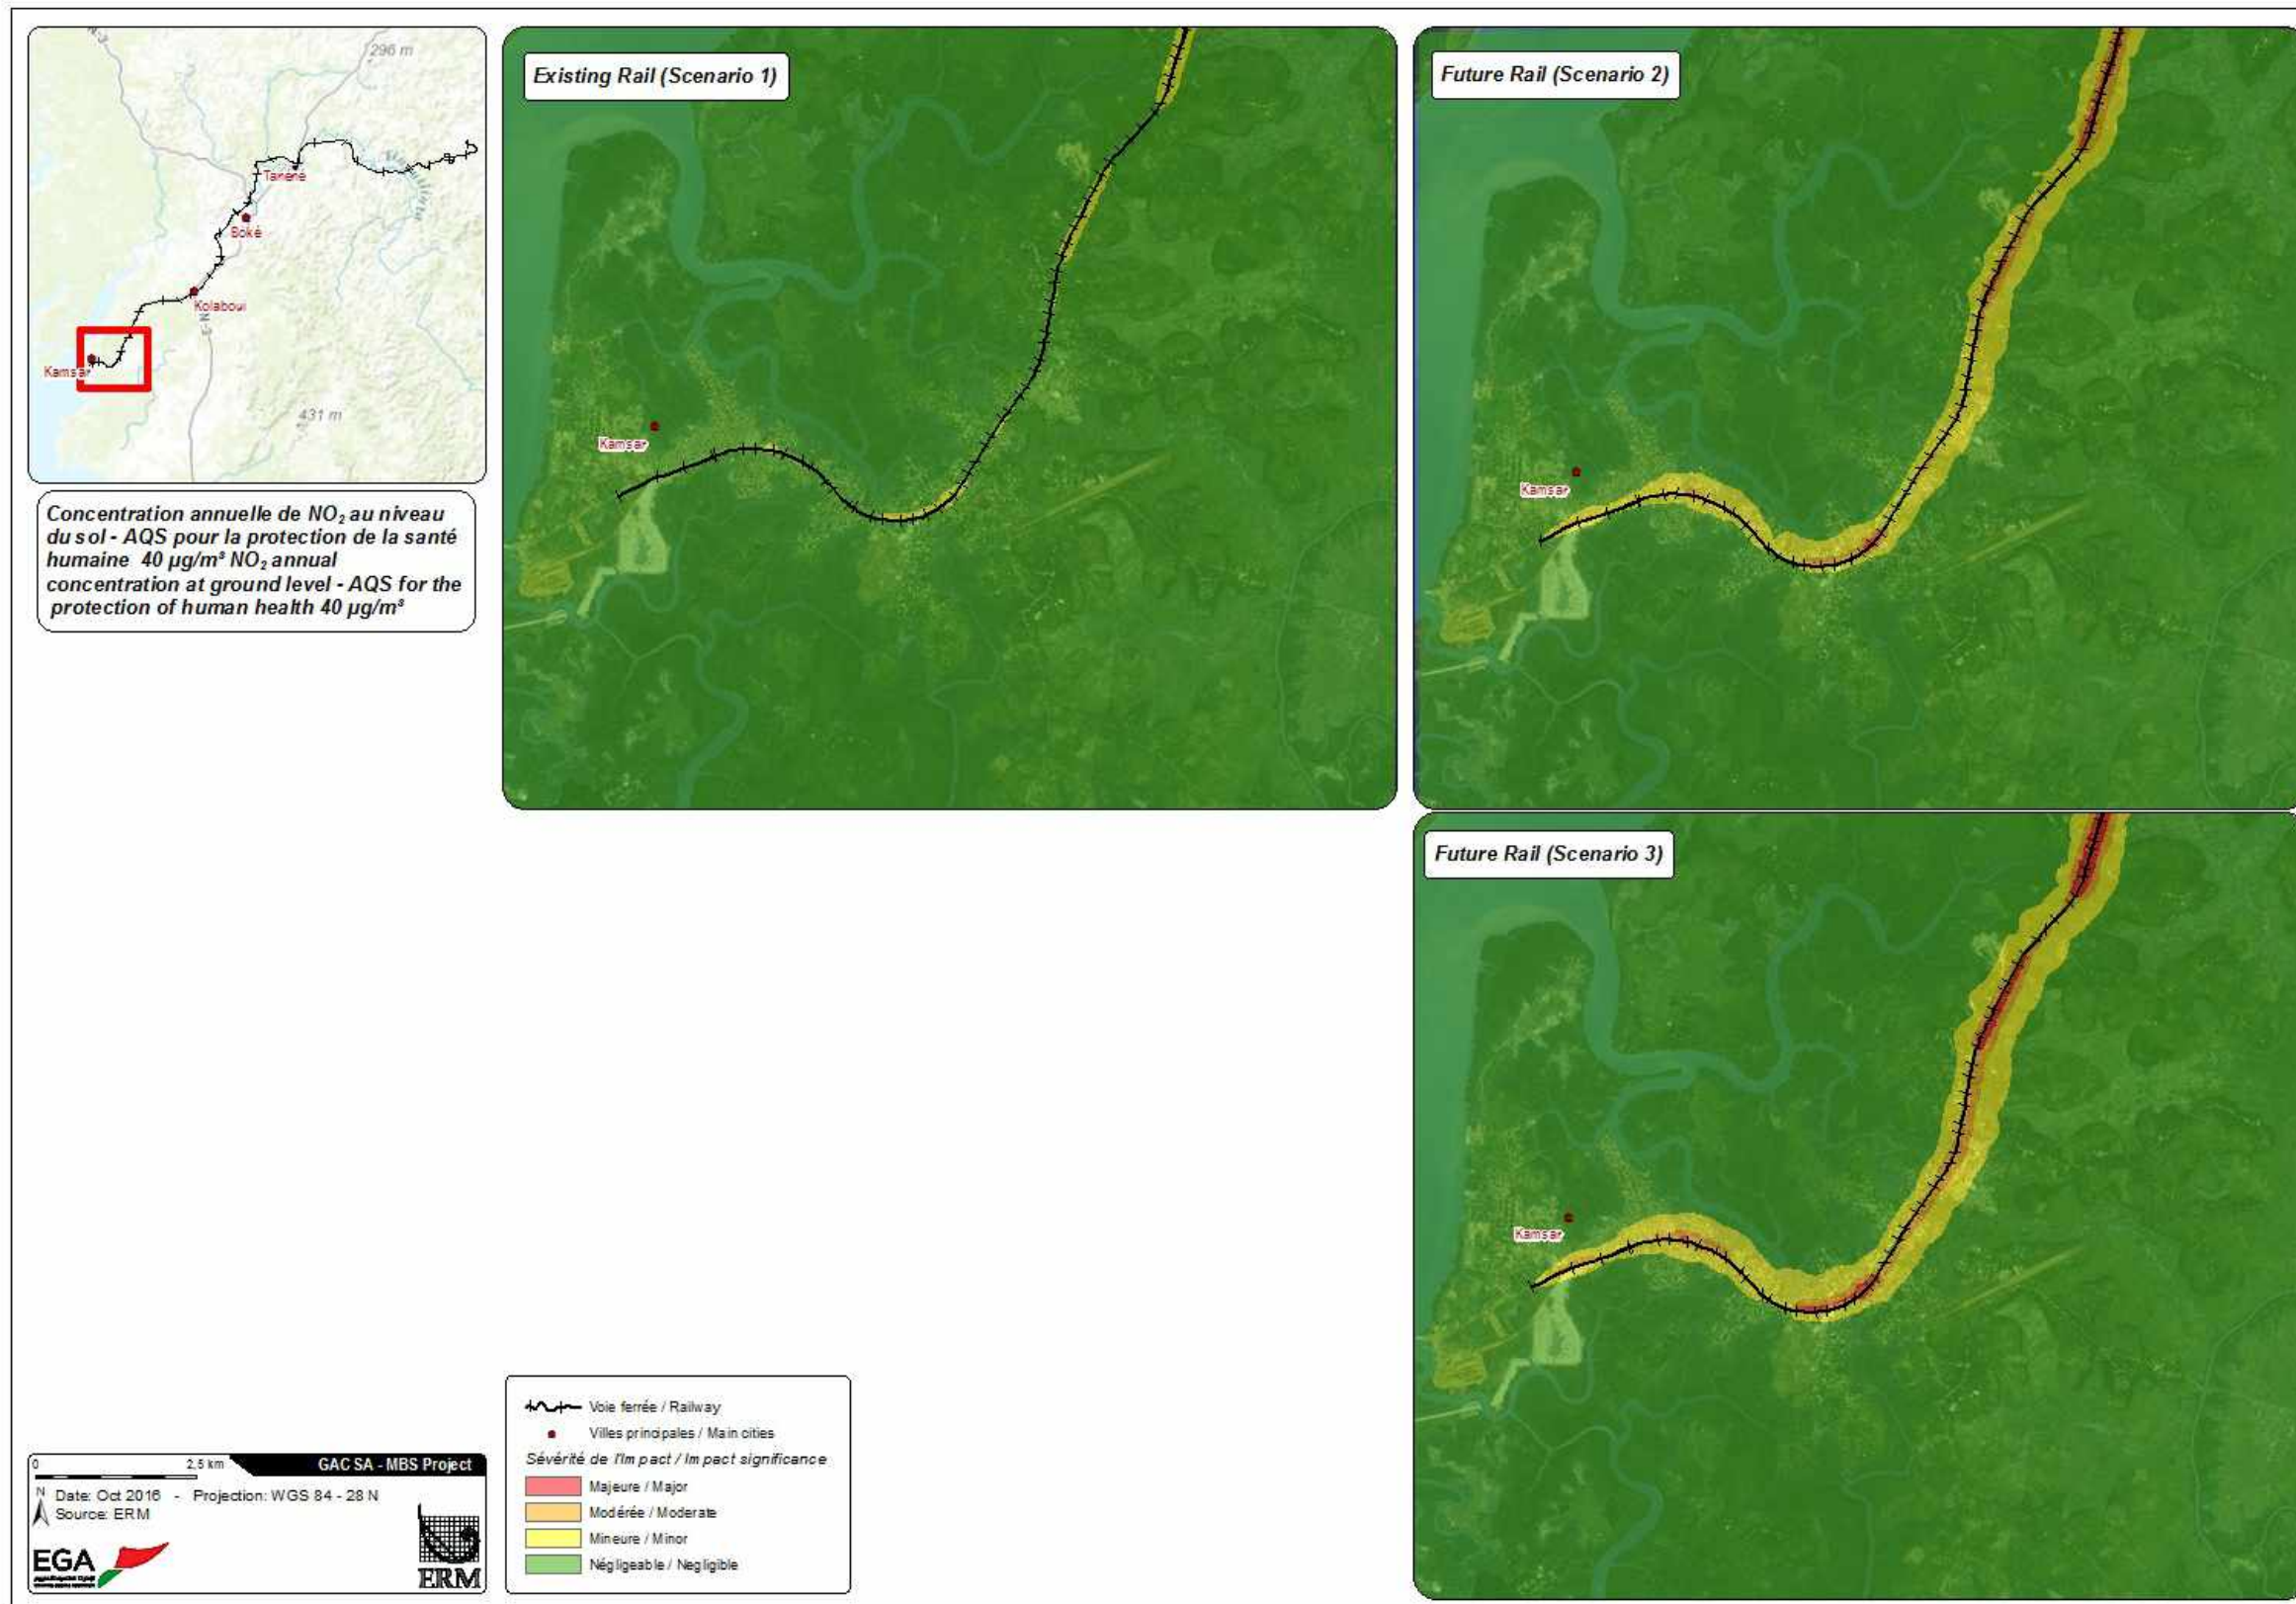 N-3
296 m
Tanéné
Boké
Kolaboui
N-3
Kamsar
431 m
Concentration annuelle de NO₂ au niveau
du sol - AQS pour la protection de la santé
humaine 40 µg/m³ NO₂ annual
concentration at ground level - AQS for the
protection of human health 40 µg/m³
Existing Rail (Scenario 1)
Kamsar
Future Rail (Scenario 2)
Kamsar
Future Rail (Scenario 3)
Kamsar
Voie ferrée / Railway
Villes principales / Main cities
Sévérité de l'Impact / Impact significance
Majeure / Major
Modérée / Moderate
Mineure / Minor
Négligeable / Negligible
0 2,5 km
GAC SA - MBS Project
N
Date: Oct 2016 - Projection: WGS 84 - 28 N
Source: ERM
EGA
ERM